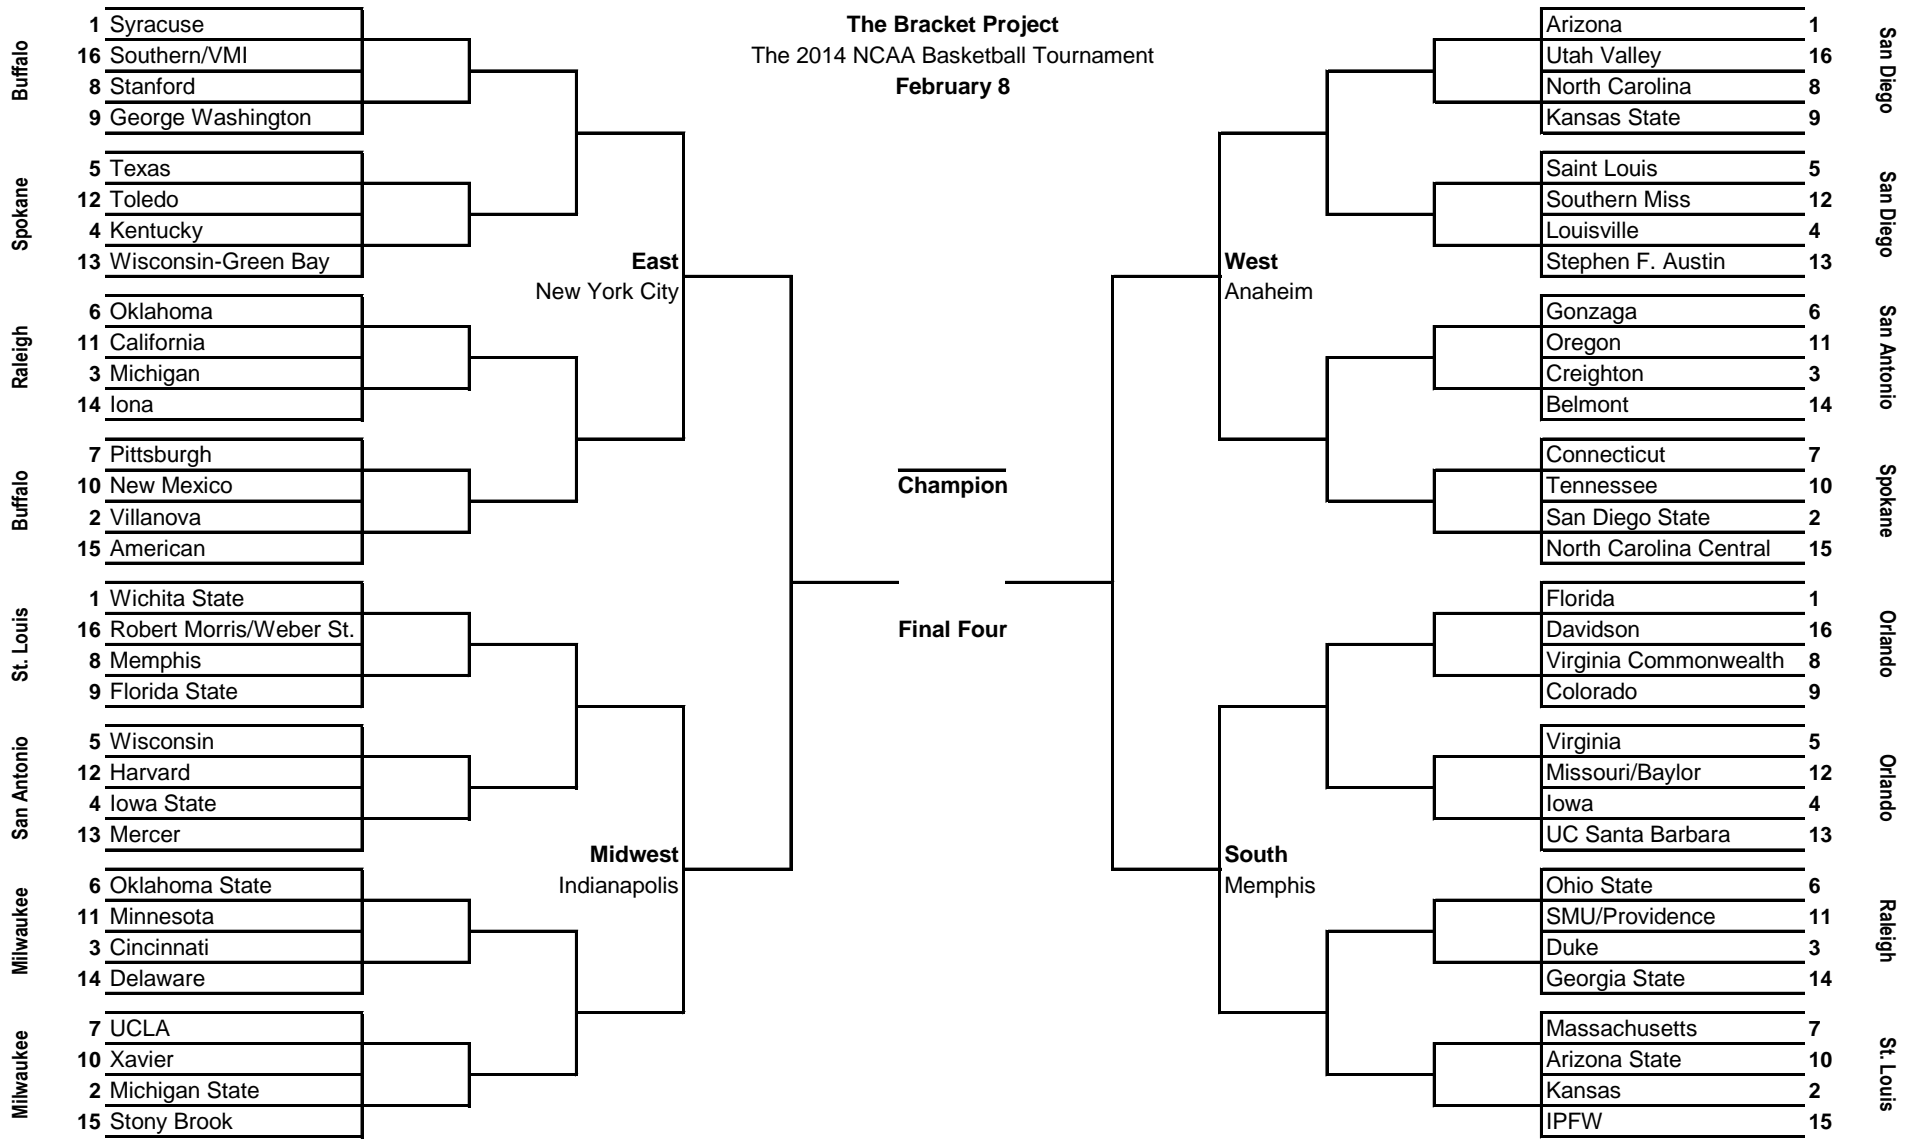 The Bracket Project
The 2014 NCAA Basketball Tournament
February 8
Buffalo
1 Syracuse
16 Southern/VMI
8 Stanford
9 George Washington
Spokane
5 Texas
12 Toledo
4 Kentucky
13 Wisconsin-Green Bay
East
New York City
Raleigh
6 Oklahoma
11 California
3 Michigan
14 Iona
Buffalo
7 Pittsburgh
10 New Mexico
2 Villanova
15 American
St. Louis
1 Wichita State
16 Robert Morris/Weber St.
8 Memphis
9 Florida State
San Antonio
5 Wisconsin
12 Harvard
4 Iowa State
13 Mercer
Midwest
Indianapolis
Milwaukee
6 Oklahoma State
11 Minnesota
3 Cincinnati
14 Delaware
Milwaukee
7 UCLA
10 Xavier
2 Michigan State
15 Stony Brook
Champion
Final Four
Arizona 1
Utah Valley 16
North Carolina 8
Kansas State 9
San Diego
Saint Louis 5
Southern Miss 12
Louisville 4
Stephen F. Austin 13
San Diego
West
Anaheim
Gonzaga 6
Oregon 11
Creighton 3
Belmont 14
San Antonio
Connecticut 7
Tennessee 10
San Diego State 2
North Carolina Central 15
Spokane
Florida 1
Davidson 16
Virginia Commonwealth 8
Colorado 9
Orlando
Virginia 5
Missouri/Baylor 12
Iowa 4
UC Santa Barbara 13
Orlando
South
Memphis
Ohio State 6
SMU/Providence 11
Duke 3
Georgia State 14
Raleigh
Massachusetts 7
Arizona State 10
Kansas 2
IPFW 15
St. Louis